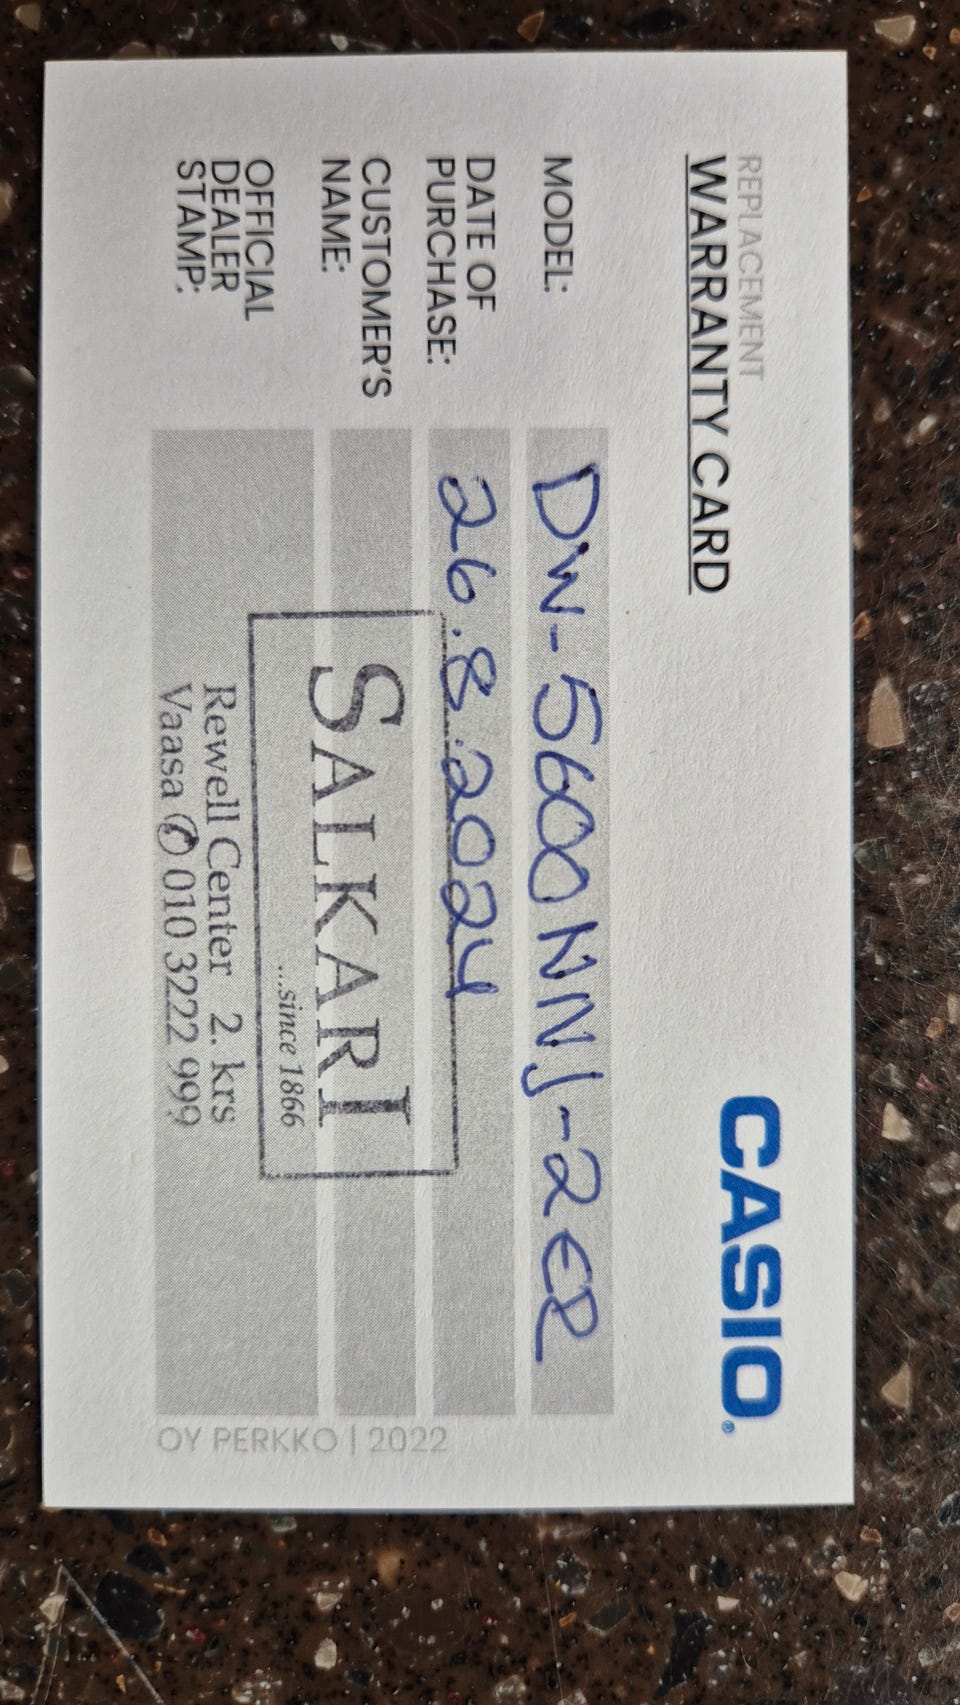 REPLACEMENT
WARRANTY CARD
CASIO®
MODEL: DW-5600NNJ-2ER
DATE OF
PURCHASE: 26.8.2024
CUSTOMER'S
NAME:
OFFICIAL
DEALER
STAMP:
SALKARI
....since 1866
Rewell Center 2. krs
Vaasa ✆ 010 3222 999
OY PERKKO | 2022